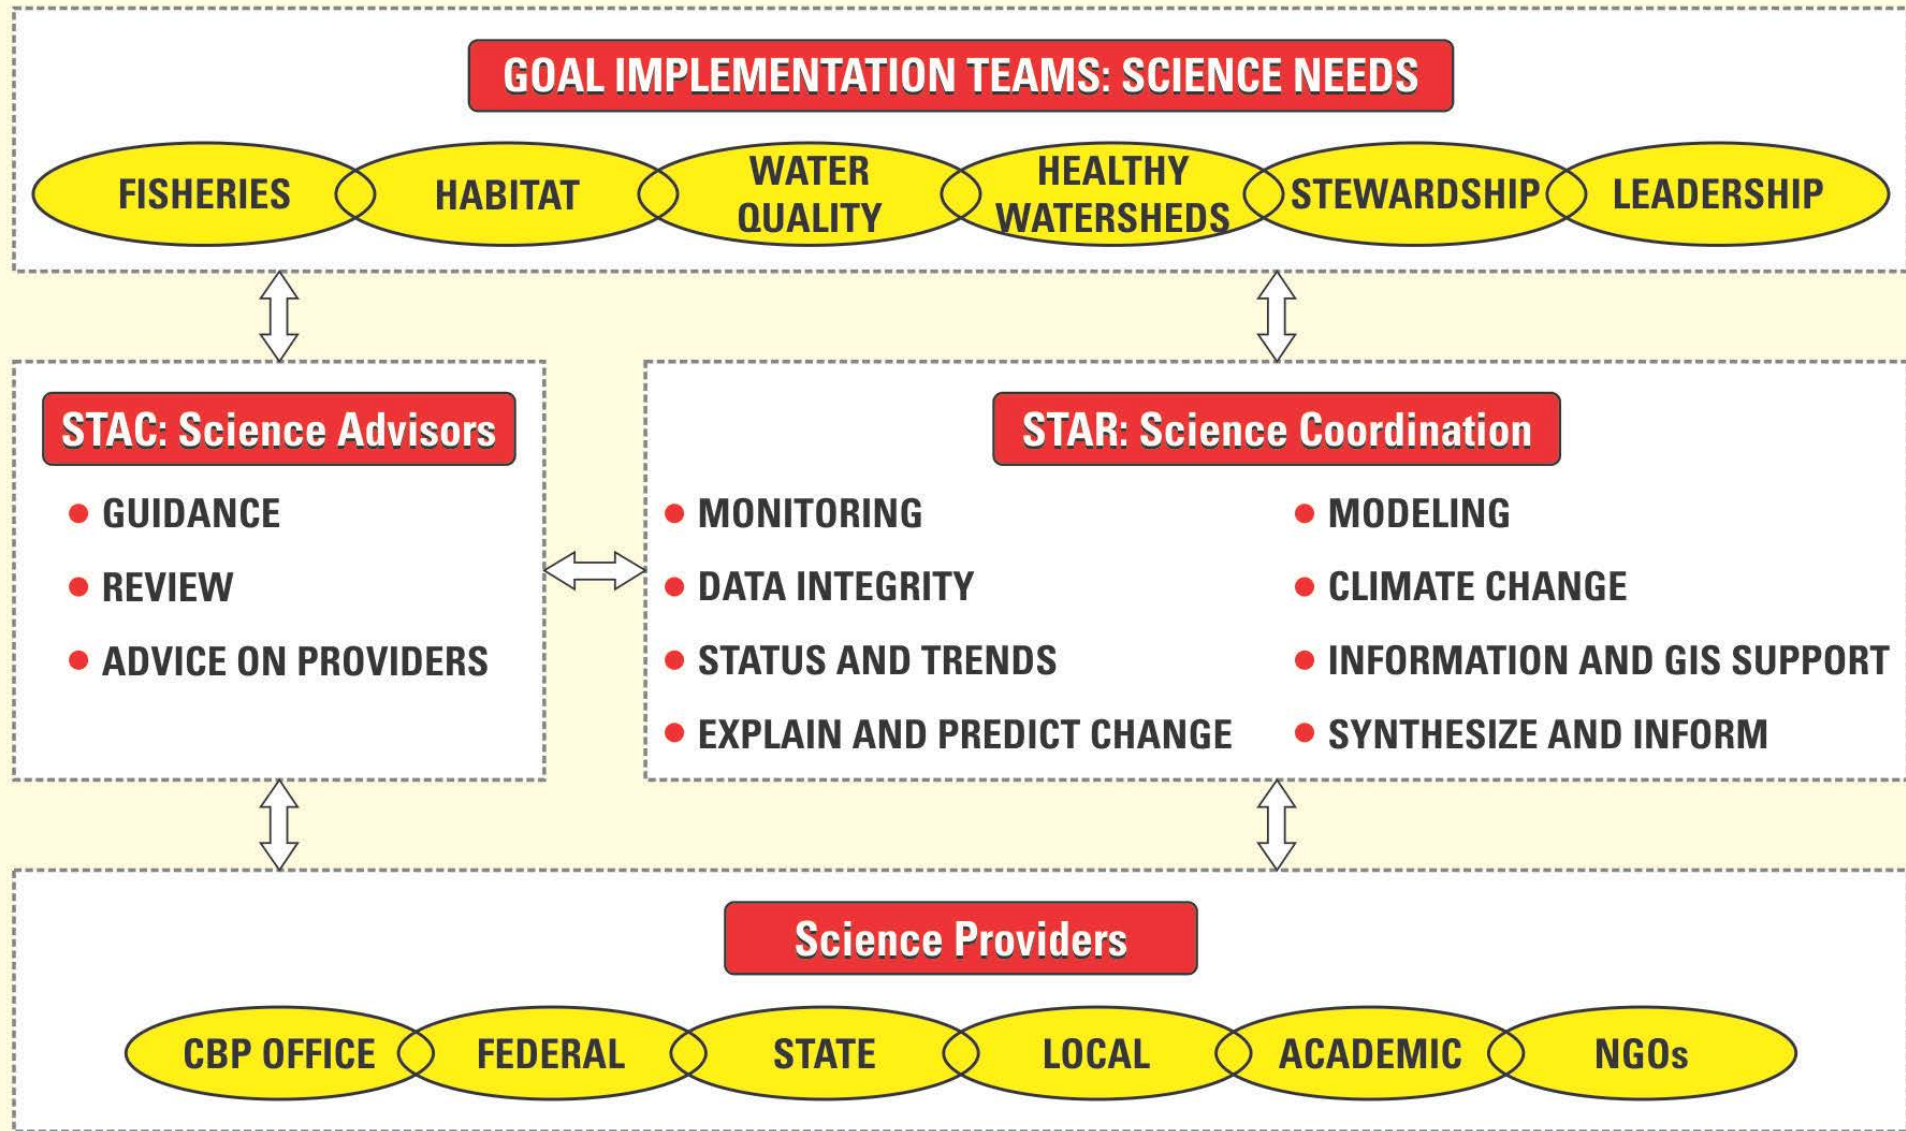 GOAL IMPLEMENTATION TEAMS: SCIENCE NEEDS
FISHERIES
HABITAT
WATER
QUALITY
HEALTHY
WATERSHEDS
STEWARDSHIP
LEADERSHIP
STAC: Science Advisors
GUIDANCE
REVIEW
ADVICE ON PROVIDERS
STAR: Science Coordination
MONITORING
DATA INTEGRITY
STATUS AND TRENDS
EXPLAIN AND PREDICT CHANGE
MODELING
CLIMATE CHANGE
INFORMATION AND GIS SUPPORT
SYNTHESIZE AND INFORM
Science Providers
CBP OFFICE
FEDERAL
STATE
LOCAL
ACADEMIC
NGOs